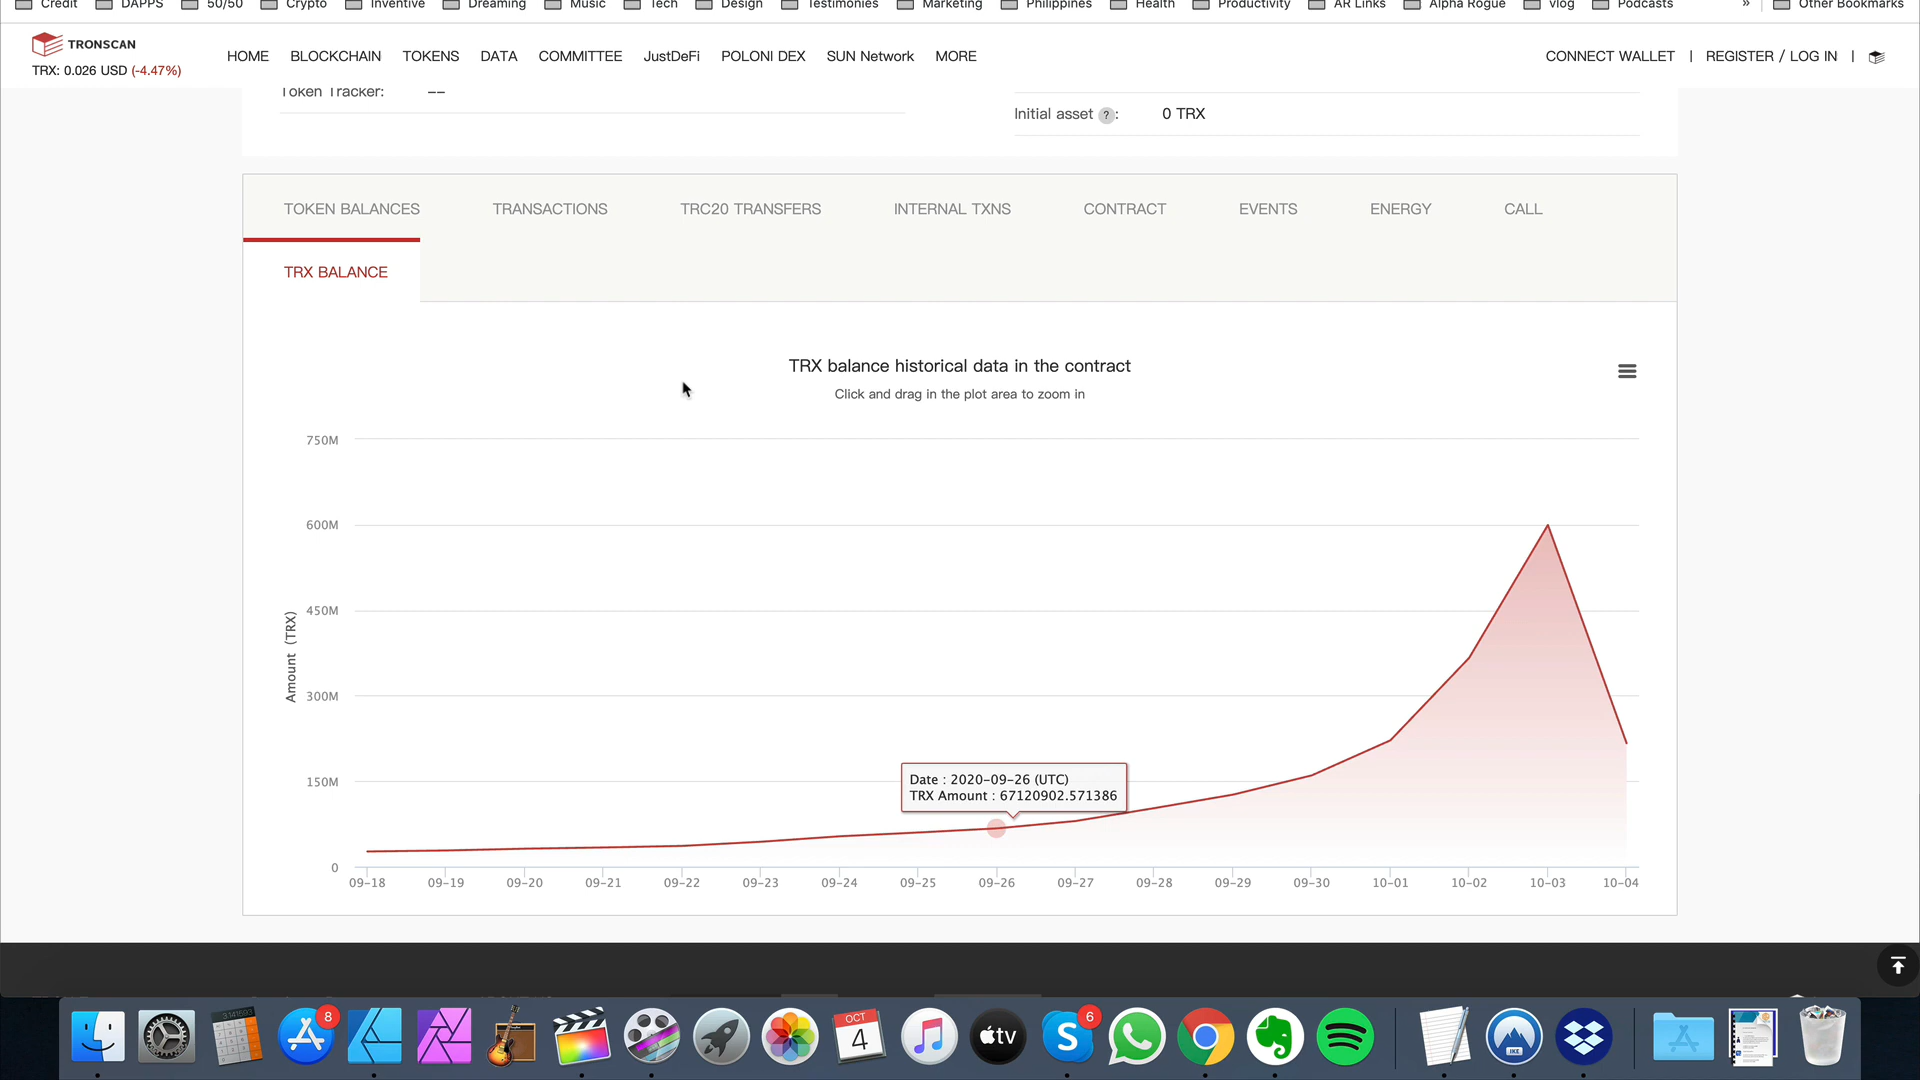 Credit DAPPS 50/50 Crypto Inventive Dreaming Music Tech Design Testimonies Marketing Philippines Health Productivity AR Links Alpha Rogue vlog Podcasts » Other Bookmarks
TRONSCAN
TRX: 0.026 USD (-4.47%)
HOME BLOCKCHAIN TOKENS DATA COMMITTEE JustDeFi POLONI DEX SUN Network MORE
CONNECT WALLET | REGISTER / LOG IN |
Token Tracker: --
Initial asset ? : 0 TRX
TOKEN BALANCES TRANSACTIONS TRC20 TRANSFERS INTERNAL TXNS CONTRACT EVENTS ENERGY CALL
TRX BALANCE
TRX balance historical data in the contract
Click and drag in the plot area to zoom in
Amount (TRX)
750M
600M
450M
300M
150M
0
Date : 2020-09-26 (UTC)
TRX Amount : 67120902.571386
09-18 09-19 09-20 09-21 09-22 09-23 09-24 09-25 09-26 09-27 09-28 09-29 09-30 10-01 10-02 10-03 10-04
3.141593
8
OCT
4
tv
S
6
IKE